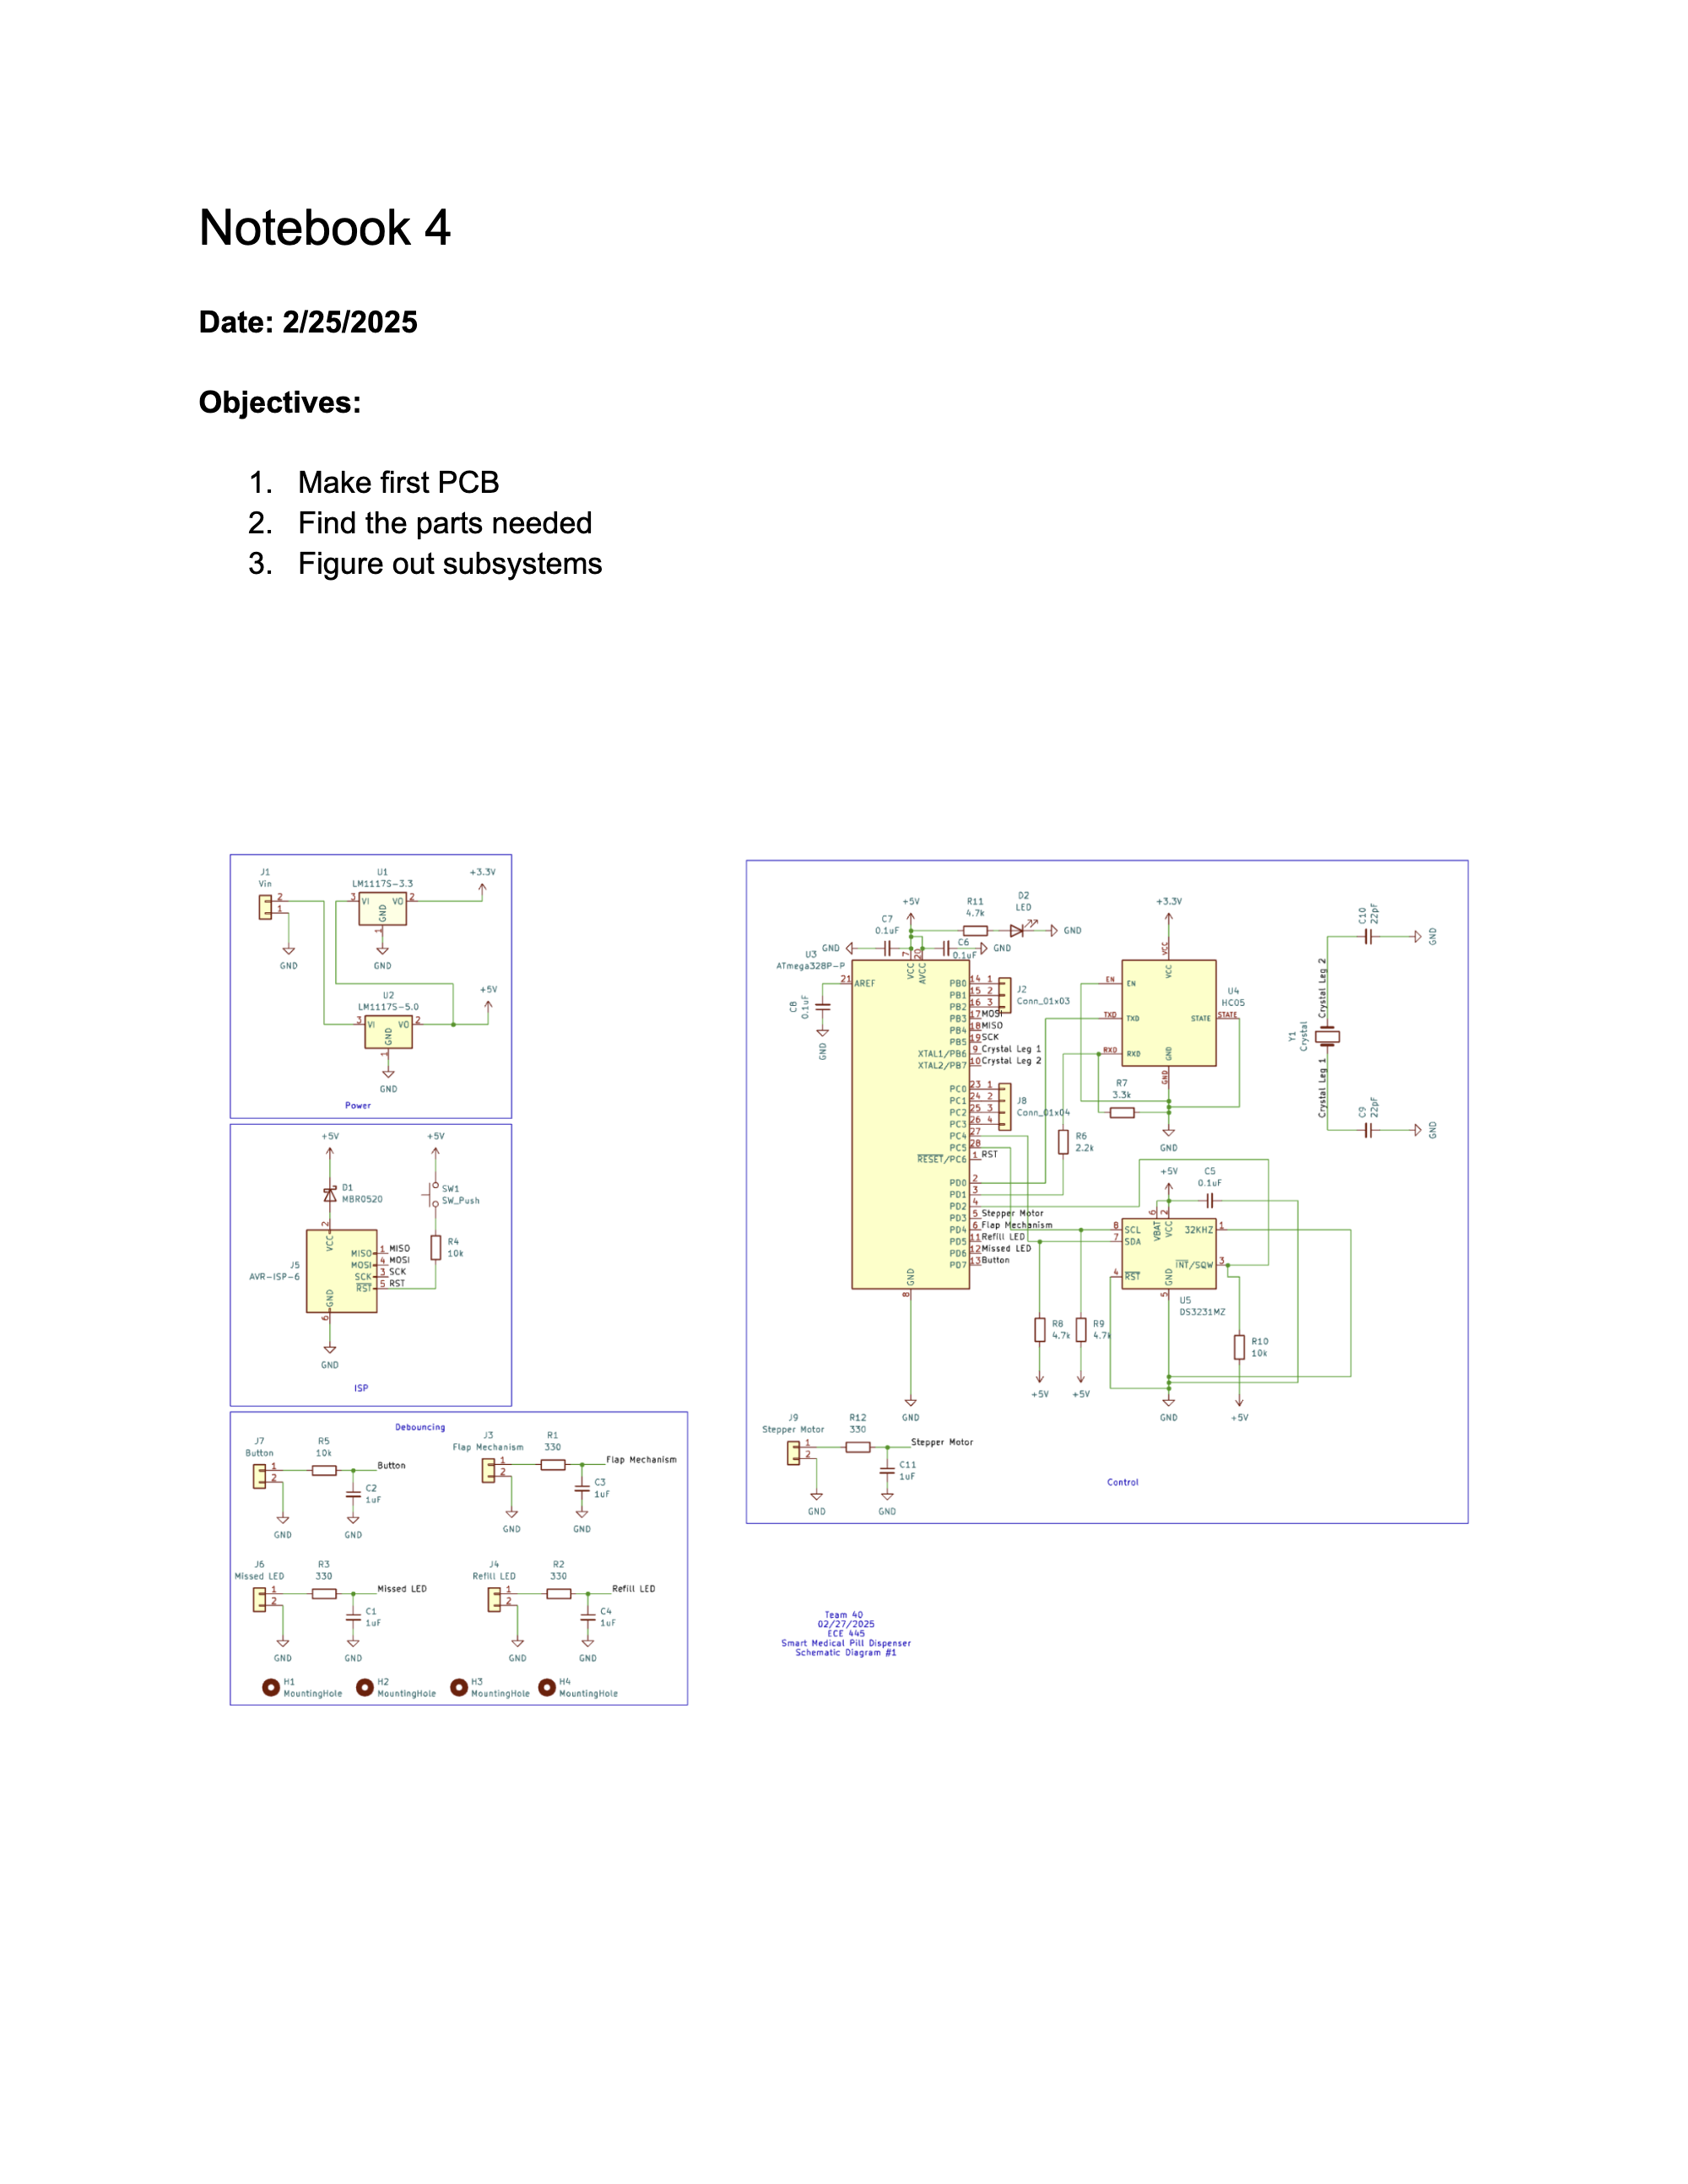 Notebook 4
Date: 2/25/2025
Objectives:
1. Make first PCB
2. Find the parts needed
3. Figure out subsystems
J1
Vin
2
1
GND
U1
LM1117S-3.3
3 VI VO 2
GND
1
GND
+3.3V
U2
LM1117S-5.0
3 VI VO 2
GND
1
GND
+5V
Power
+5V
D1
MBR0520
+5V
SW1
SW_Push
R4
10k
J5
AVR-ISP-6
2
VCC
MISO 1 MISO
MOSI 4 MOSI
SCK 3 SCK
RST 5 RST
GND
6
GND
ISP
Debouncing
J7
Button
1
2
R5
10k
Button
C2
1uF
GND
GND
J3
Flap Mechanism
1
2
R1
330
Flap Mechanism
C3
1uF
GND
GND
J6
Missed LED
1
2
R3
330
Missed LED
C1
1uF
GND
GND
J4
Refill LED
1
2
R2
330
Refill LED
C4
1uF
GND
GND
H1
MountingHole
H2
MountingHole
H3
MountingHole
H4
MountingHole
+5V
R11
4.7k
D2
LED
GND
C7
0.1uF
GND
C6
0.1uF
GND
U3
ATmega328P-P
7
VCC
20
AVCC
21 AREF
C8
0.1uF
GND
PB0 14 1
PB1 15 2
PB2 16 3
J2
Conn_01x03
PB3 17 MOSI
PB4 18 MISO
PB5 19 SCK
XTAL1/PB6 9 Crystal Leg 1
XTAL2/PB7 10 Crystal Leg 2
PC0 23 1
PC1 24 2
PC2 25 3
PC3 26 4
J8
Conn_01x04
PC4 27
PC5 28
RESET/PC6 1 RST
PD0 2
PD1 3
PD2 4
PD3 5 Stepper Motor
PD4 6 Flap Mechanism
PD5 11 Refill LED
PD6 12 Missed LED
PD7 13 Button
GND
8
GND
+3.3V
VCC
VCC
U4
HC05
EN EN
TXD TXD
RXD RXD
STATE STATE
GND
GND
GND
R7
3.3k
R6
2.2k
Y1
Crystal
Crystal Leg 2
Crystal Leg 1
C10
22pF
GND
C9
22pF
GND
+5V
C5
0.1uF
6
VBAT
2
VCC
8 SCL
7 SDA
4 RST
32KHZ 1
INT/SQW 3
GND
5
U5
DS3231MZ
R8
4.7k
+5V
R9
4.7k
+5V
R10
10k
+5V
GND
J9
Stepper Motor
1
2
R12
330
Stepper Motor
C11
1uF
GND
GND
Control
Team 40
02/27/2025
ECE 445
Smart Medical Pill Dispenser
Schematic Diagram #1